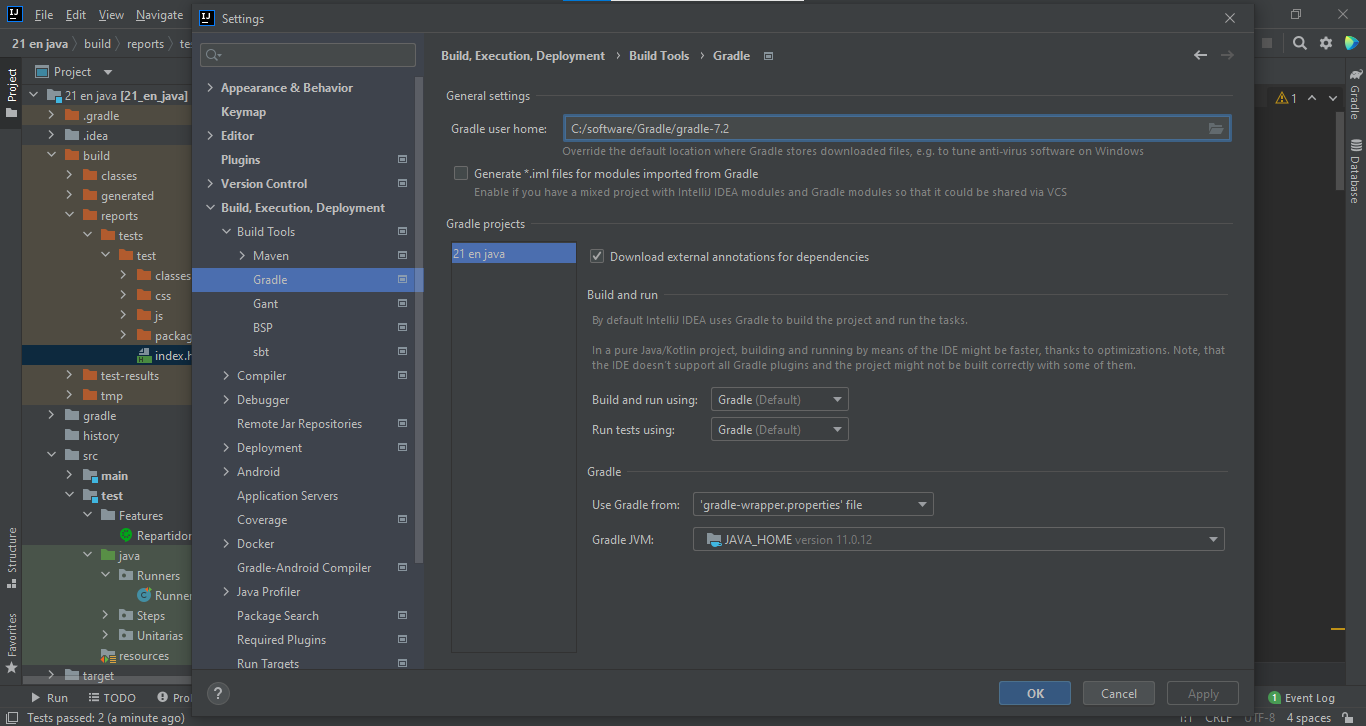 File Edit View Navigate
Settings
21 en java build reports
Project
21 en java [21_en_java]
.gradle
.idea
build
classes
generated
reports
tests
test
classes
css
js
packag
index.h
test-results
tmp
gradle
history
src
main
test
Features
Repartidor
java
Runners
Runner
Steps
Unitarias
resources
target
Project
Structure
Favorites
Appearance & Behavior
Keymap
Editor
Plugins
Version Control
Build, Execution, Deployment
Build Tools
Maven
Gradle
Gant
BSP
sbt
Compiler
Debugger
Remote Jar Repositories
Deployment
Android
Application Servers
Coverage
Docker
Gradle-Android Compiler
Java Profiler
Package Search
Required Plugins
Run Targets
Build, Execution, Deployment › Build Tools › Gradle
General settings
Gradle user home: C:/software/Gradle/gradle-7.2
Override the default location where Gradle stores downloaded files, e.g. to tune anti-virus software on Windows
Generate *.iml files for modules imported from Gradle
Enable if you have a mixed project with IntelliJ IDEA modules and Gradle modules so that it could be shared via VCS
Gradle projects
21 en java
Download external annotations for dependencies
Build and run
By default IntelliJ IDEA uses Gradle to build the project and run the tasks.
In a pure Java/Kotlin project, building and running by means of the IDE might be faster, thanks to optimizations. Note, that
the IDE doesn't support all Gradle plugins and the project might not be built correctly with some of them.
Build and run using: Gradle (Default)
Run tests using: Gradle (Default)
Gradle
Use Gradle from: 'gradle-wrapper.properties' file
Gradle JVM: JAVA_HOME version 11.0.12
? OK Cancel Apply
1
Gradle
Database
Run TODO Pro
1 Event Log
Tests passed: 2 (a minute ago)
1:1 CRLF UTF-8 4 spaces